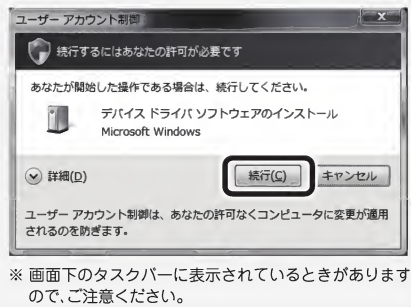 ユーザー アカウント制御
続行するにはあなたの許可が必要です
あなたが開始した操作である場合は、続行してください。
デバイス ドライバ ソフトウェアのインストール
Microsoft Windows
詳細(D)
続行(C)
キャンセル
ユーザー アカウント制御は、あなたの許可なくコンピュータに変更が適用
されるのを防ぎます。
※ 画面下のタスクバーに表示されているときがあります
ので、ご注意ください。